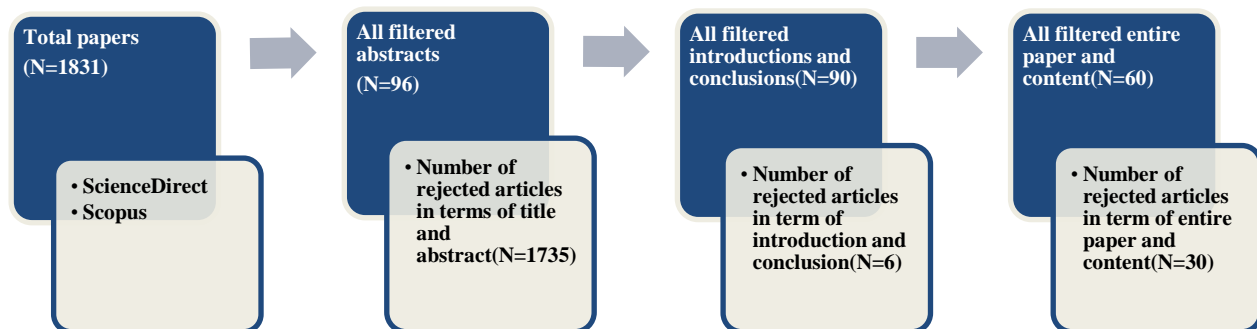 Total papers
(N=1831)
• ScienceDirect
• Scopus
All filtered
abstracts
(N=96)
• Number of
rejected articles
in terms of title
and
abstract(N=1735)
All filtered
introductions and
conclusions(N=90)
• Number of
rejected articles
in term of
introduction and
conclusion(N=6)
All filtered entire
paper and
content(N=60)
• Number of
rejected articles
in term of entire
paper and
content(N=30)